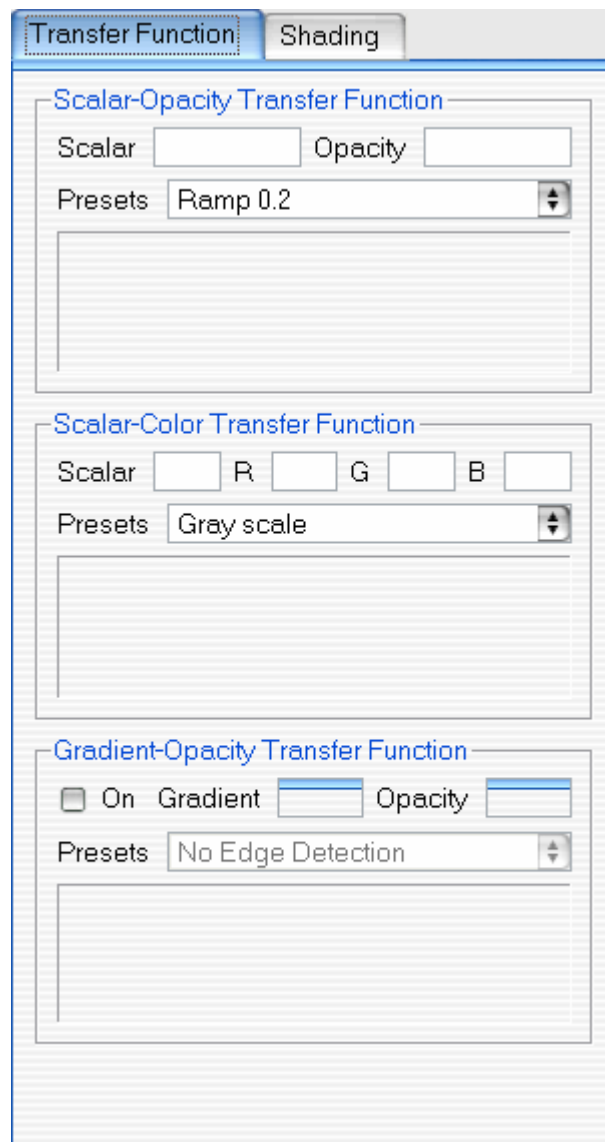 Transfer Function Shading
Scalar-Opacity Transfer Function
Scalar Opacity
Presets Ramp 0.2
Scalar-Color Transfer Function
Scalar R G B
Presets Gray scale
Gradient-Opacity Transfer Function
On Gradient Opacity
Presets No Edge Detection